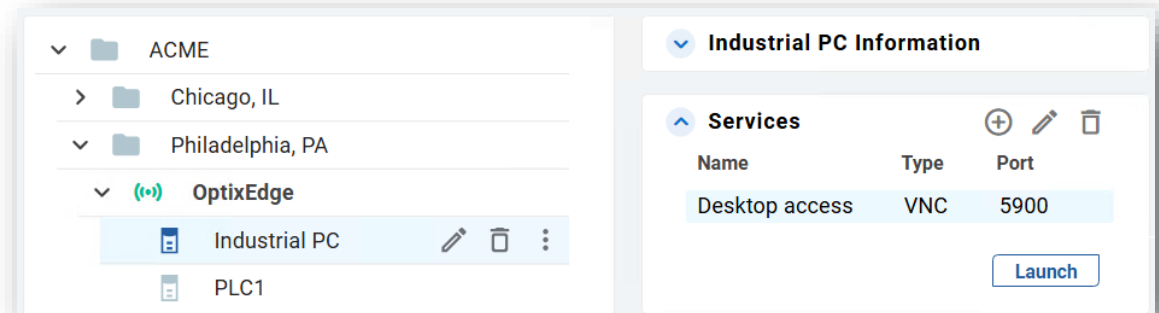 ACME
Chicago, IL
Philadelphia, PA
OptixEdge
Industrial PC
PLC1
Industrial PC Information
Services
Name Type Port
Desktop access VNC 5900
Launch